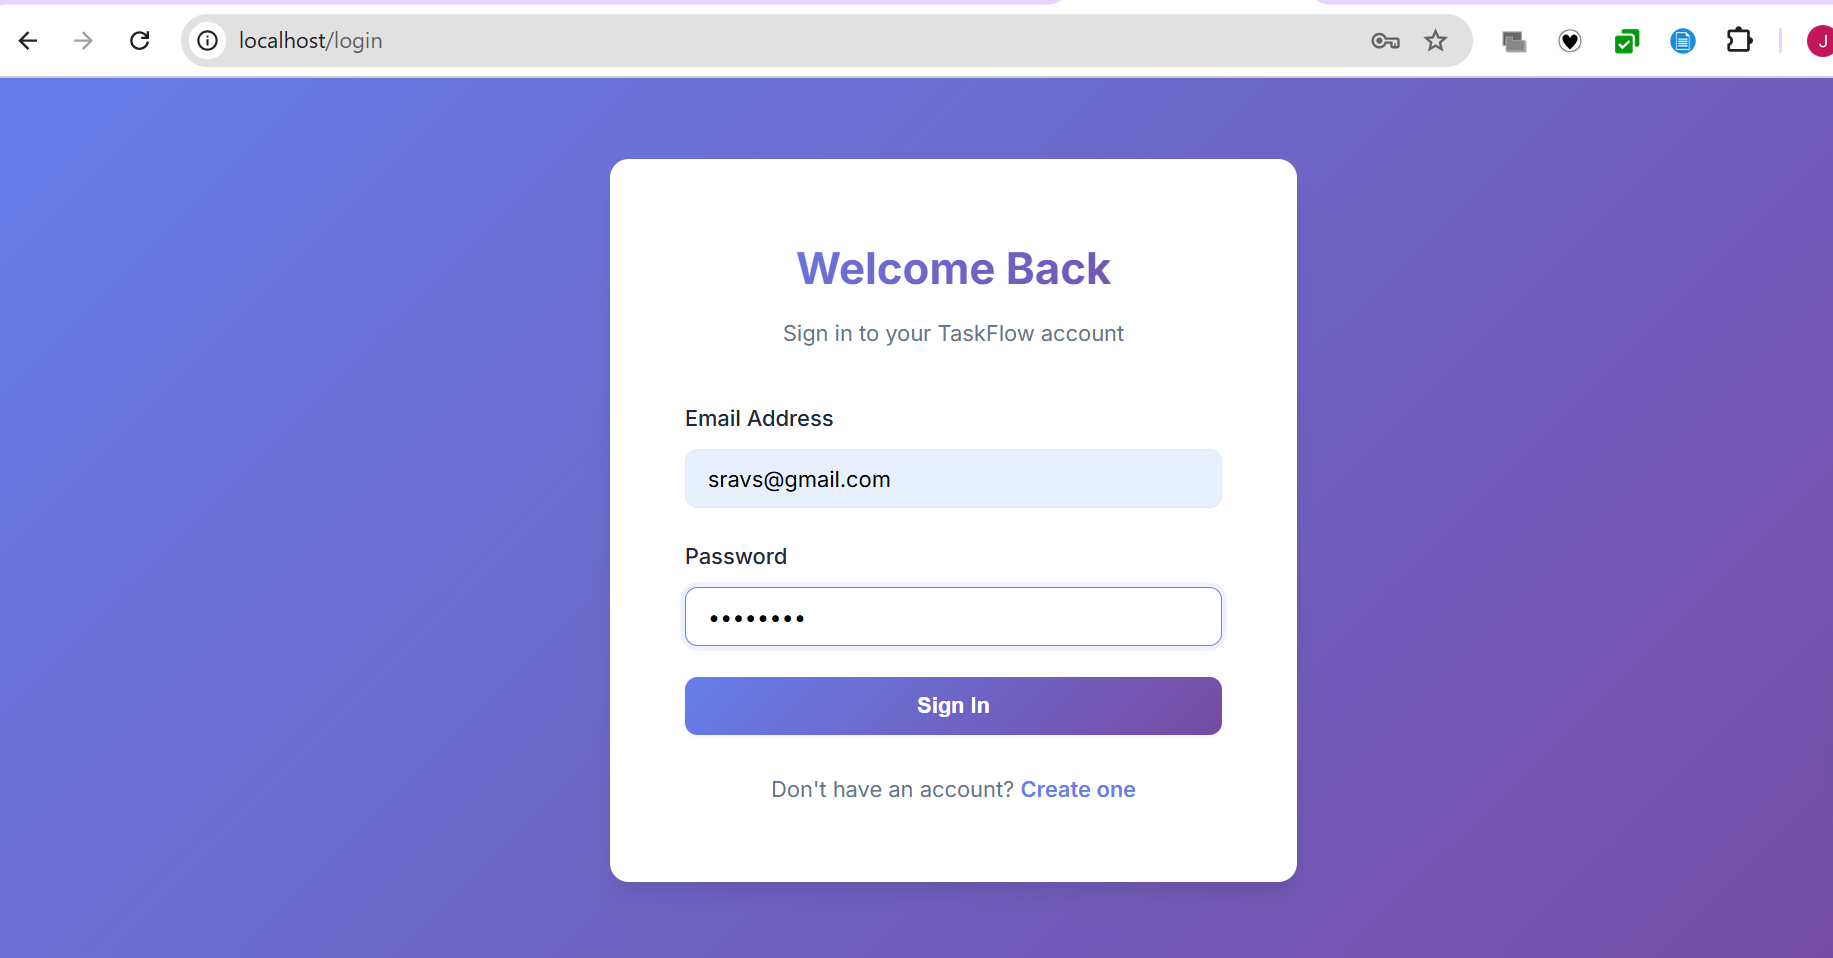 localhost/login
J
Welcome Back
Sign in to your TaskFlow account
Email Address
sravs@gmail.com
Password
••••••••
Sign In
Don't have an account? Create one